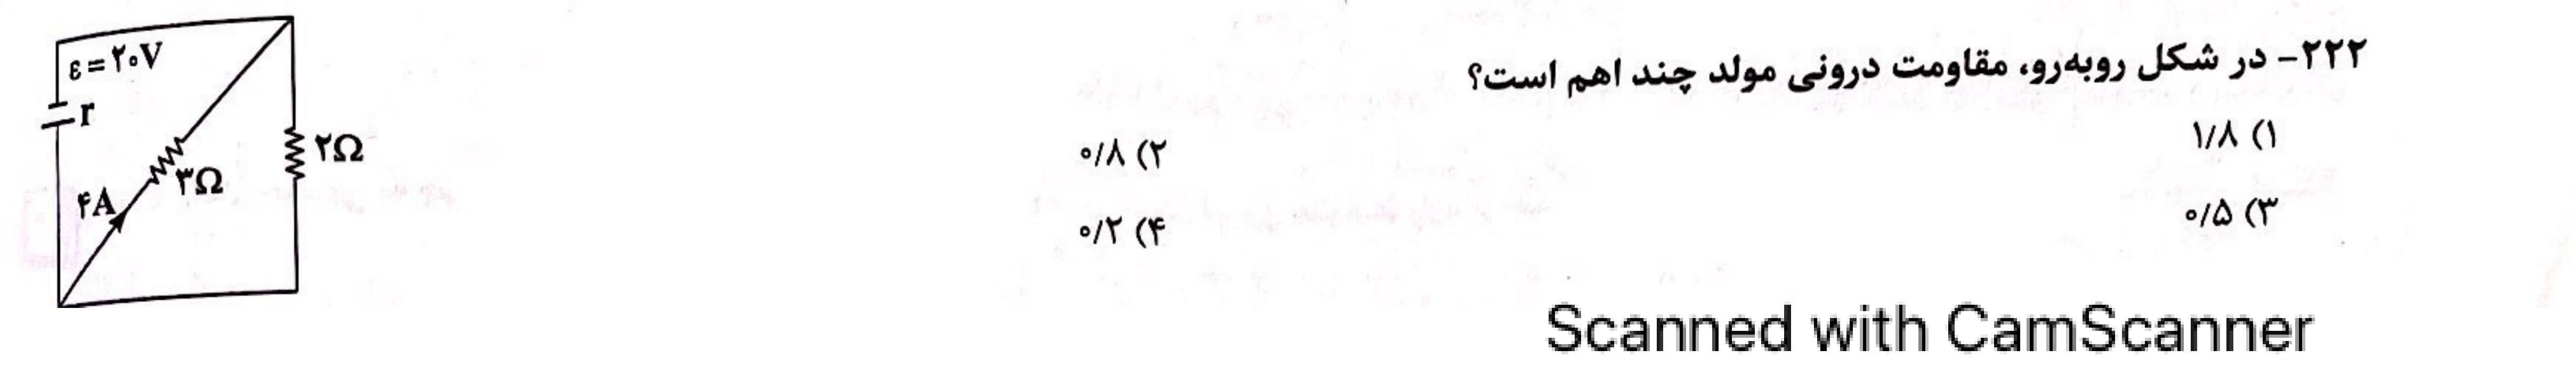 ۲۲۲- در شکل روبه‌رو، مقاومت درونی مولد چند اهم است؟
۱) ۱/۸
۲) ۰/۸
۳) ۰/۵
۴) ۰/۲
ε = ۲۰V
r
۳Ω
۲Ω
۴A
Scanned with CamScanner